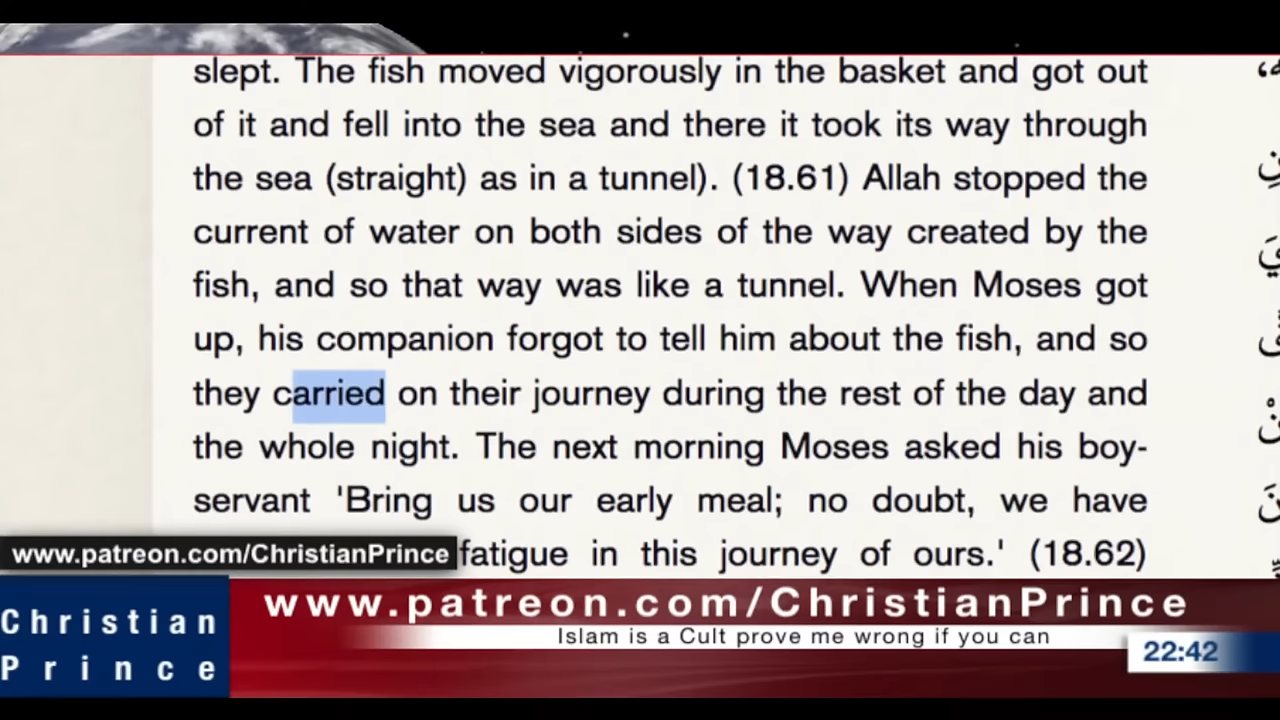 slept. The fish moved vigorously in the basket and got out
of it and fell into the sea and there it took its way through
the sea (straight) as in a tunnel). (18.61) Allah stopped the
current of water on both sides of the way created by the
fish, and so that way was like a tunnel. When Moses got
up, his companion forgot to tell him about the fish, and so
they carried on their journey during the rest of the day and
the whole night. The next morning Moses asked his boy-
servant 'Bring us our early meal; no doubt, we have
fatigue in this journey of ours.' (18.62)
www.patreon.com/ChristianPrince
Christian
Prince
www.patreon.com/ChristianPrince
Islam is a Cult prove me wrong if you can
22:42